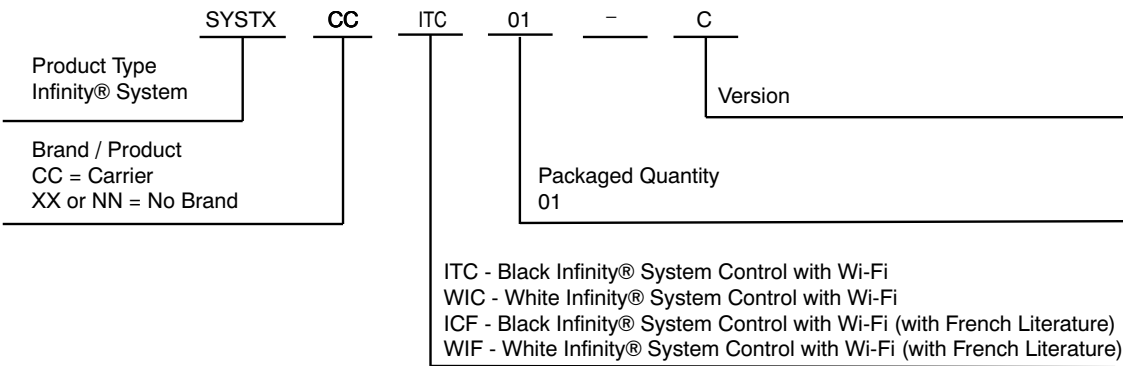 SYSTX CC ITC 01 – C
Product Type
Infinity® System
Version
Brand / Product
CC = Carrier
XX or NN = No Brand
Packaged Quantity
01
ITC - Black Infinity® System Control with Wi-Fi
WIC - White Infinity® System Control with Wi-Fi
ICF - Black Infinity® System Control with Wi-Fi (with French Literature)
WIF - White Infinity® System Control with Wi-Fi (with French Literature)